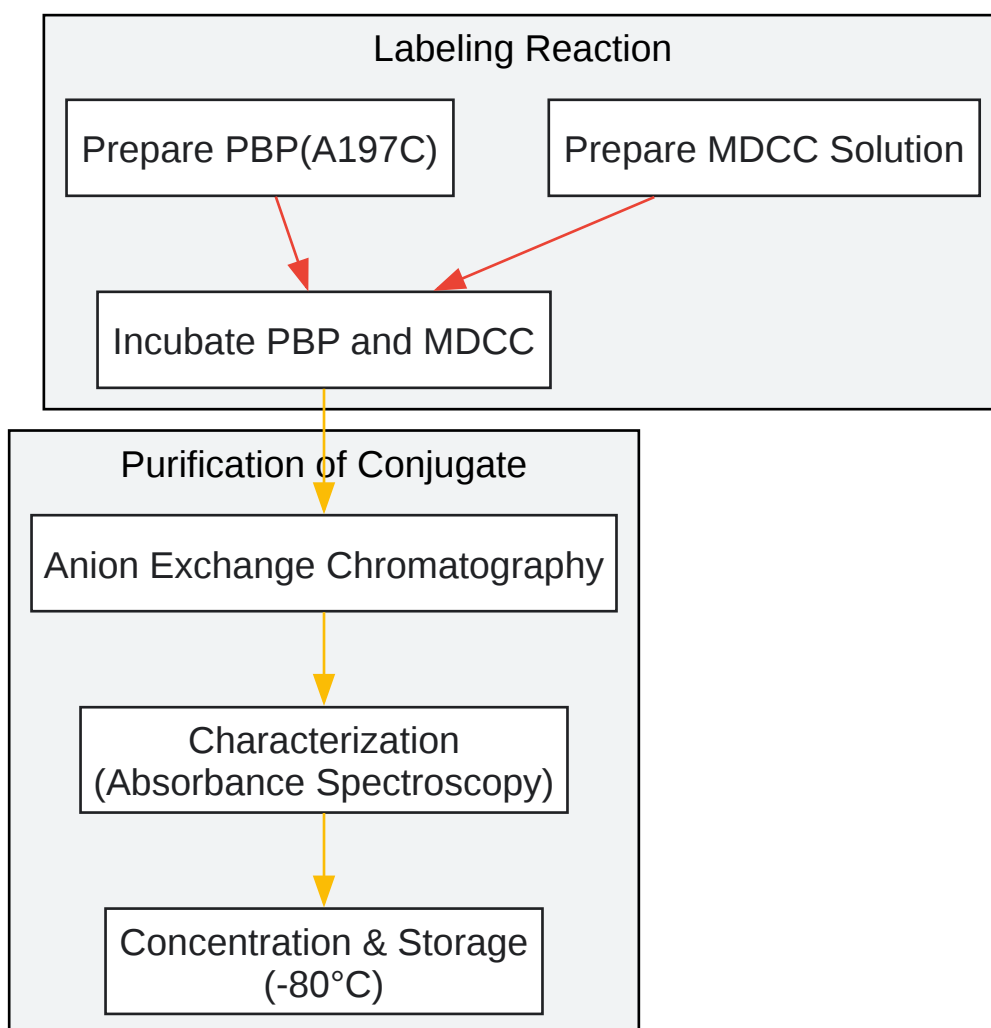 Labeling Reaction
Prepare PBP(A197C)
Prepare MDCC Solution
Incubate PBP and MDCC
Purification of Conjugate
Anion Exchange Chromatography
Characterization
(Absorbance Spectroscopy)
Concentration & Storage
(-80°C)